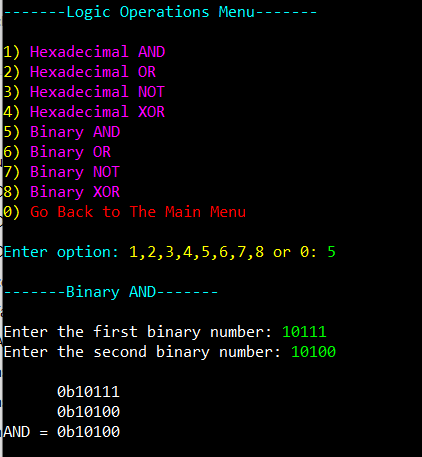 -------Logic Operations Menu-------
1) Hexadecimal AND
2) Hexadecimal OR
3) Hexadecimal NOT
4) Hexadecimal XOR
5) Binary AND
6) Binary OR
7) Binary NOT
8) Binary XOR
0) Go Back to The Main Menu
Enter option: 1,2,3,4,5,6,7,8 or 0: 5
-------Binary AND-------
Enter the first binary number: 10111
Enter the second binary number: 10100
0b10111
0b10100
AND = 0b10100